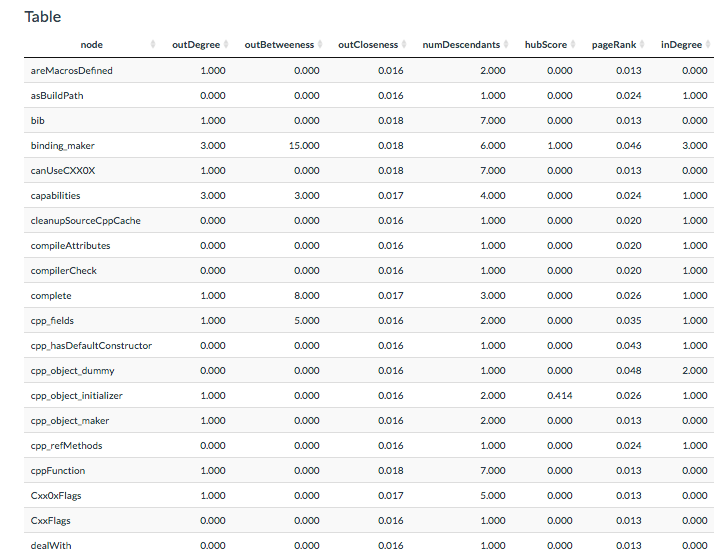 Table
node outDegree outBetweeness outCloseness numDescendants hubScore pageRank inDegree
areMacrosDefined 1.000 0.000 0.016 2.000 0.000 0.013 0.000
asBuildPath 0.000 0.000 0.016 1.000 0.000 0.024 1.000
bib 1.000 0.000 0.018 7.000 0.000 0.013 0.000
binding_maker 3.000 15.000 0.018 6.000 1.000 0.046 3.000
canUseCXX0X 1.000 0.000 0.018 7.000 0.000 0.013 0.000
capabilities 3.000 3.000 0.017 4.000 0.000 0.024 1.000
cleanupSourceCppCache 0.000 0.000 0.016 1.000 0.000 0.020 1.000
compileAttributes 0.000 0.000 0.016 1.000 0.000 0.020 1.000
compilerCheck 0.000 0.000 0.016 1.000 0.000 0.020 1.000
complete 1.000 8.000 0.017 3.000 0.000 0.026 1.000
cpp_fields 1.000 5.000 0.016 2.000 0.000 0.035 1.000
cpp_hasDefaultConstructor 0.000 0.000 0.016 1.000 0.000 0.043 1.000
cpp_object_dummy 0.000 0.000 0.016 1.000 0.000 0.048 2.000
cpp_object_initializer 1.000 0.000 0.016 2.000 0.414 0.026 1.000
cpp_object_maker 1.000 0.000 0.016 2.000 0.000 0.013 0.000
cpp_refMethods 0.000 0.000 0.016 1.000 0.000 0.024 1.000
cppFunction 1.000 0.000 0.018 7.000 0.000 0.013 0.000
Cxx0xFlags 1.000 0.000 0.017 5.000 0.000 0.013 0.000
CxxFlags 0.000 0.000 0.016 1.000 0.000 0.013 0.000
dealWith 0.000 0.000 0.016 1.000 0.000 0.013 0.000